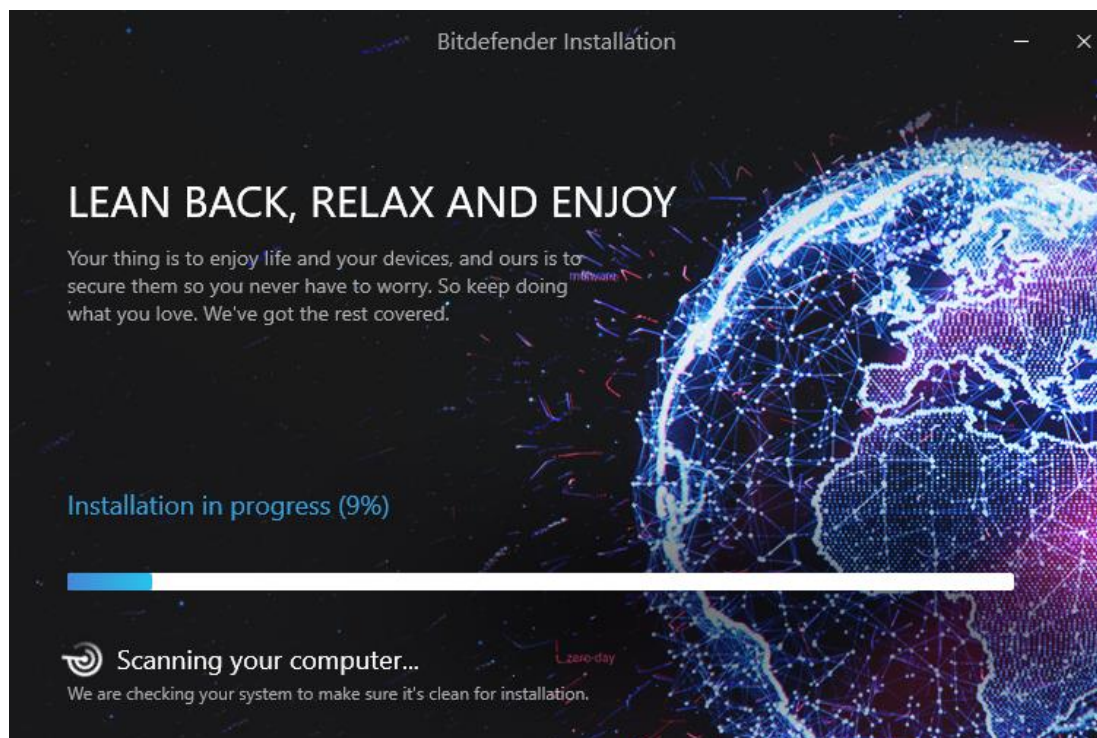 Bitdefender Installation
LEAN BACK, RELAX AND ENJOY
Your thing is to enjoy life and your devices, and ours is to
malware
secure them so you never have to worry. So keep doing
what you love. We've got the rest covered.
Installation in progress (9%)
Scanning your computer...
zero-day
We are checking your system to make sure it's clean for installation.